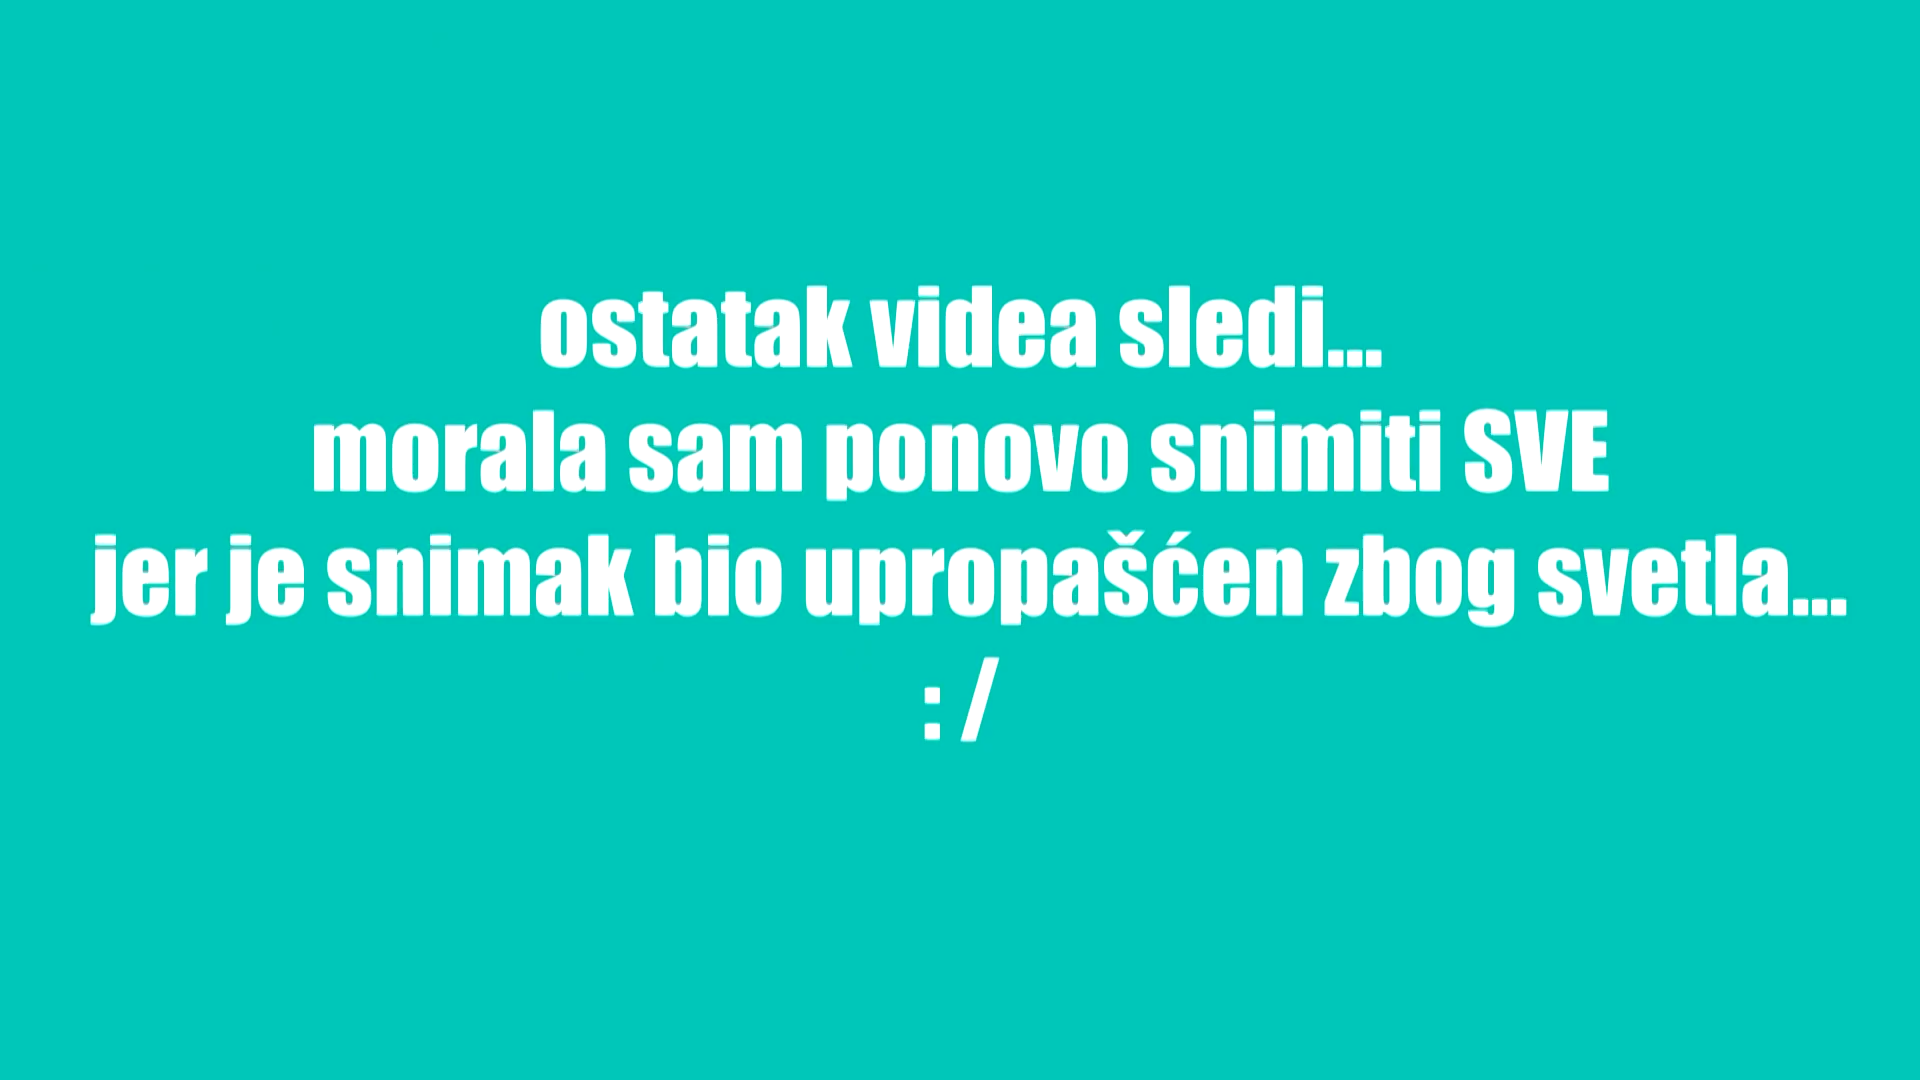 ostatak videa sledi...
morala sam ponovo snimiti SVE
jer je snimak bio upropašćen zbog svetla...
: /